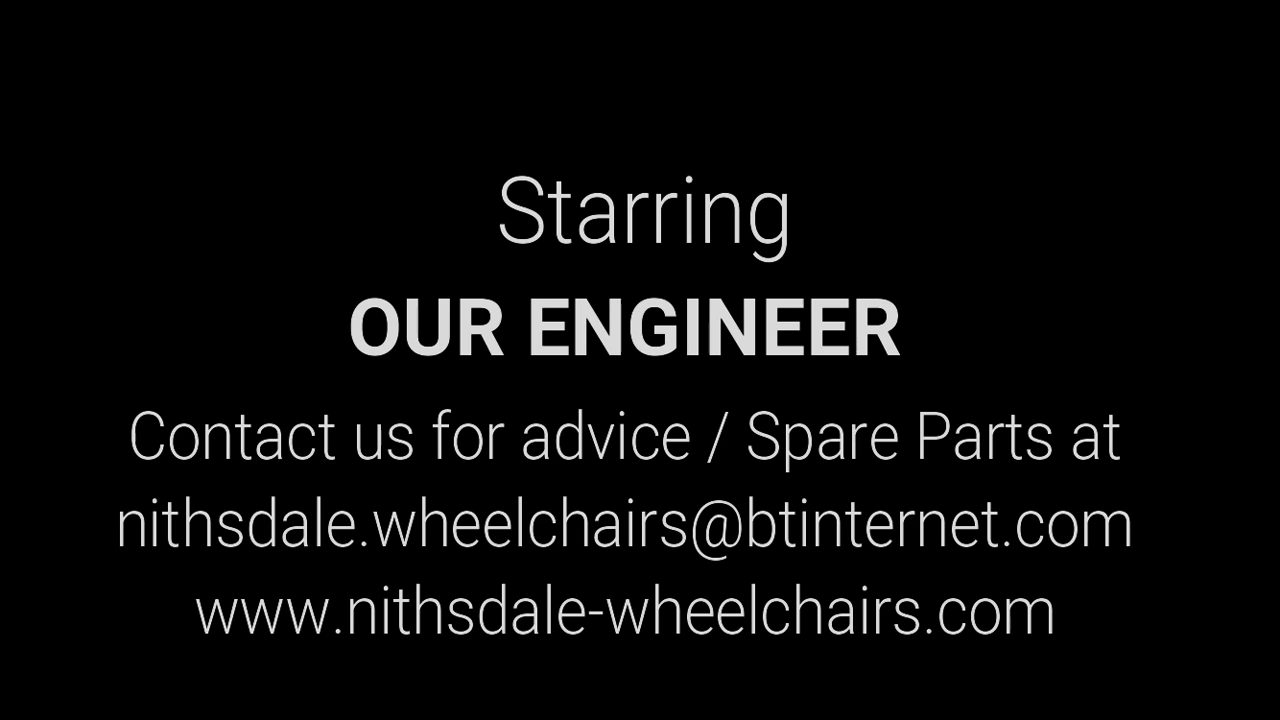 Starring
OUR ENGINEER
Contact us for advice / Spare Parts at
nithsdale.wheelchairs@btinternet.com
www.nithsdale-wheelchairs.com